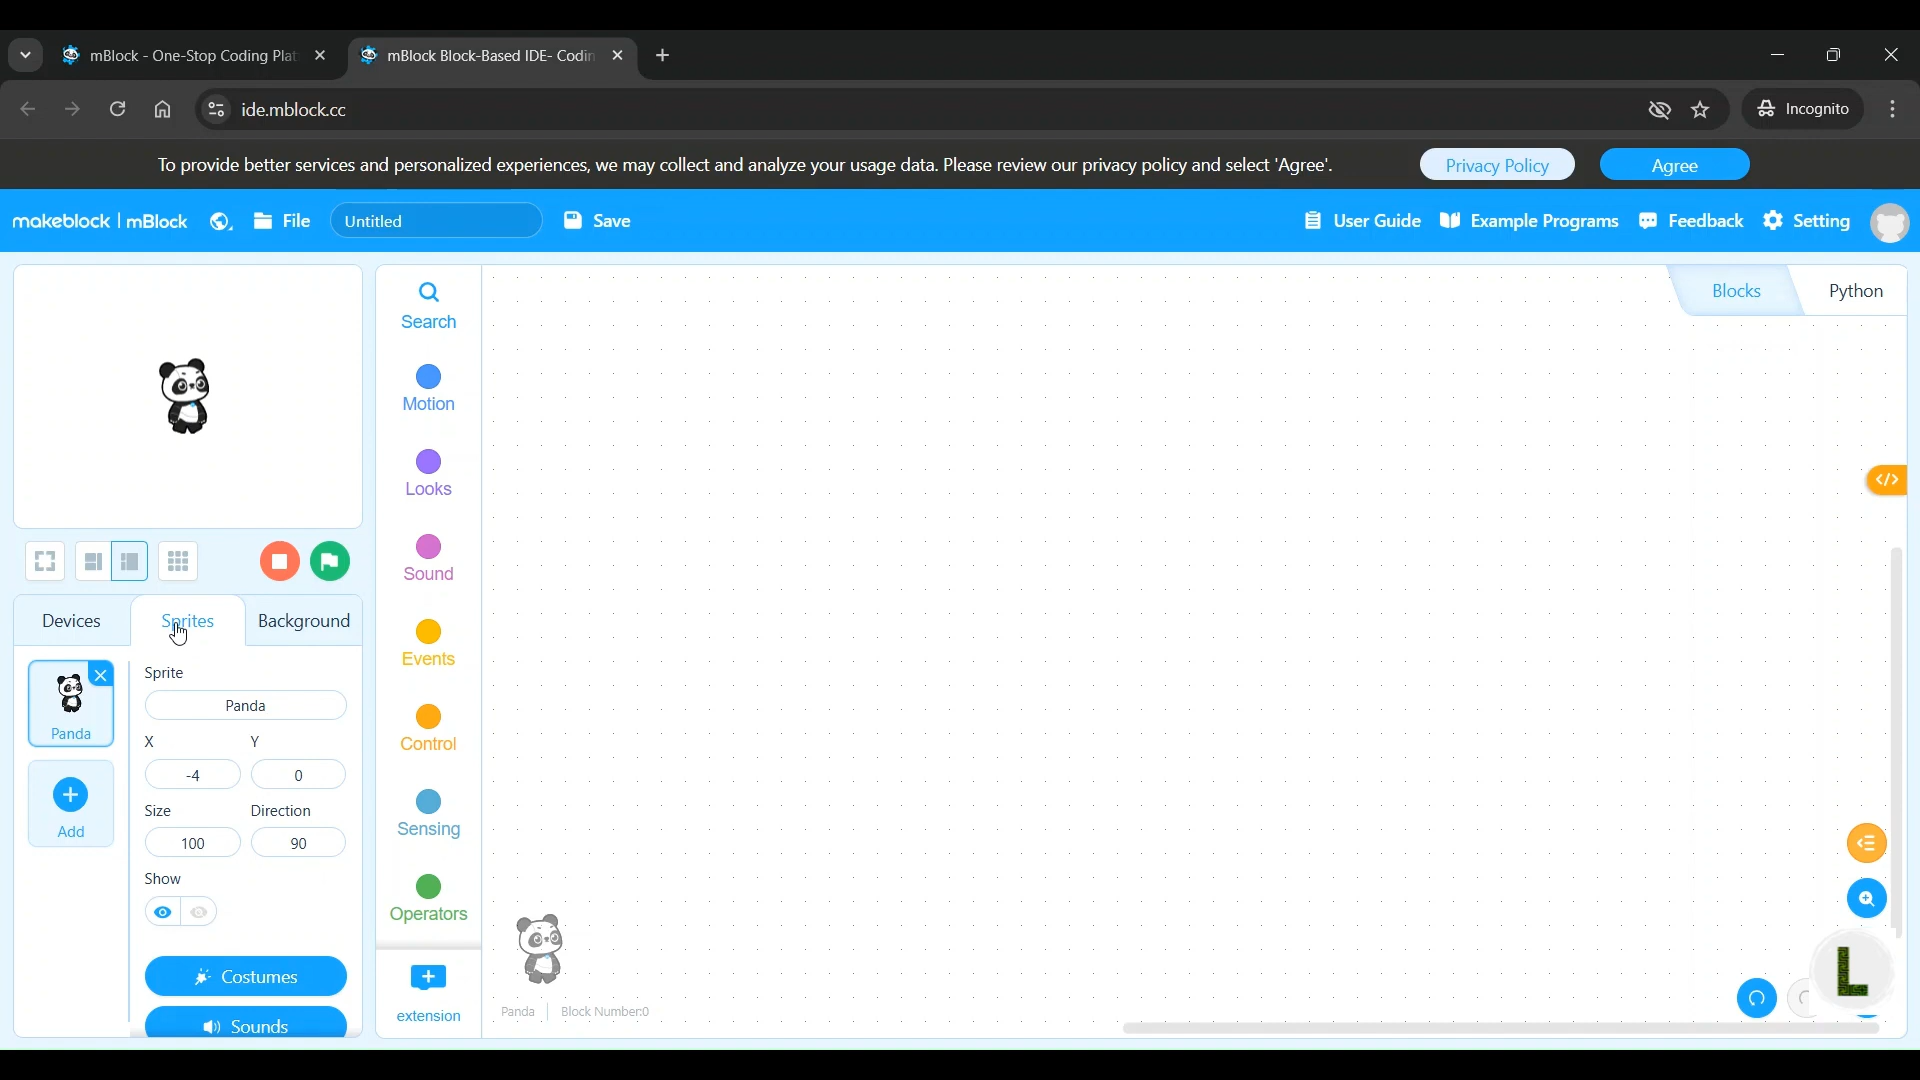 mBlock - One-Stop Coding Plat
mBlock Block-Based IDE- Codin
ide.mblock.cc
Incognito
To provide better services and personalized experiences, we may collect and analyze your usage data. Please review our privacy policy and select 'Agree'.
Privacy Policy
Agree
makeblock | mBlock
File
Untitled
Save
User Guide
Example Programs
Feedback
Setting
Blocks
Python
Search
Motion
Looks
Sound
Events
Control
Sensing
Operators
extension
Devices
Sprites
Background
Panda
Add
Sprite
Panda
X
Y
-4
0
Size
Direction
100
90
Show
Costumes
Sounds
Panda
Block Number:0
L